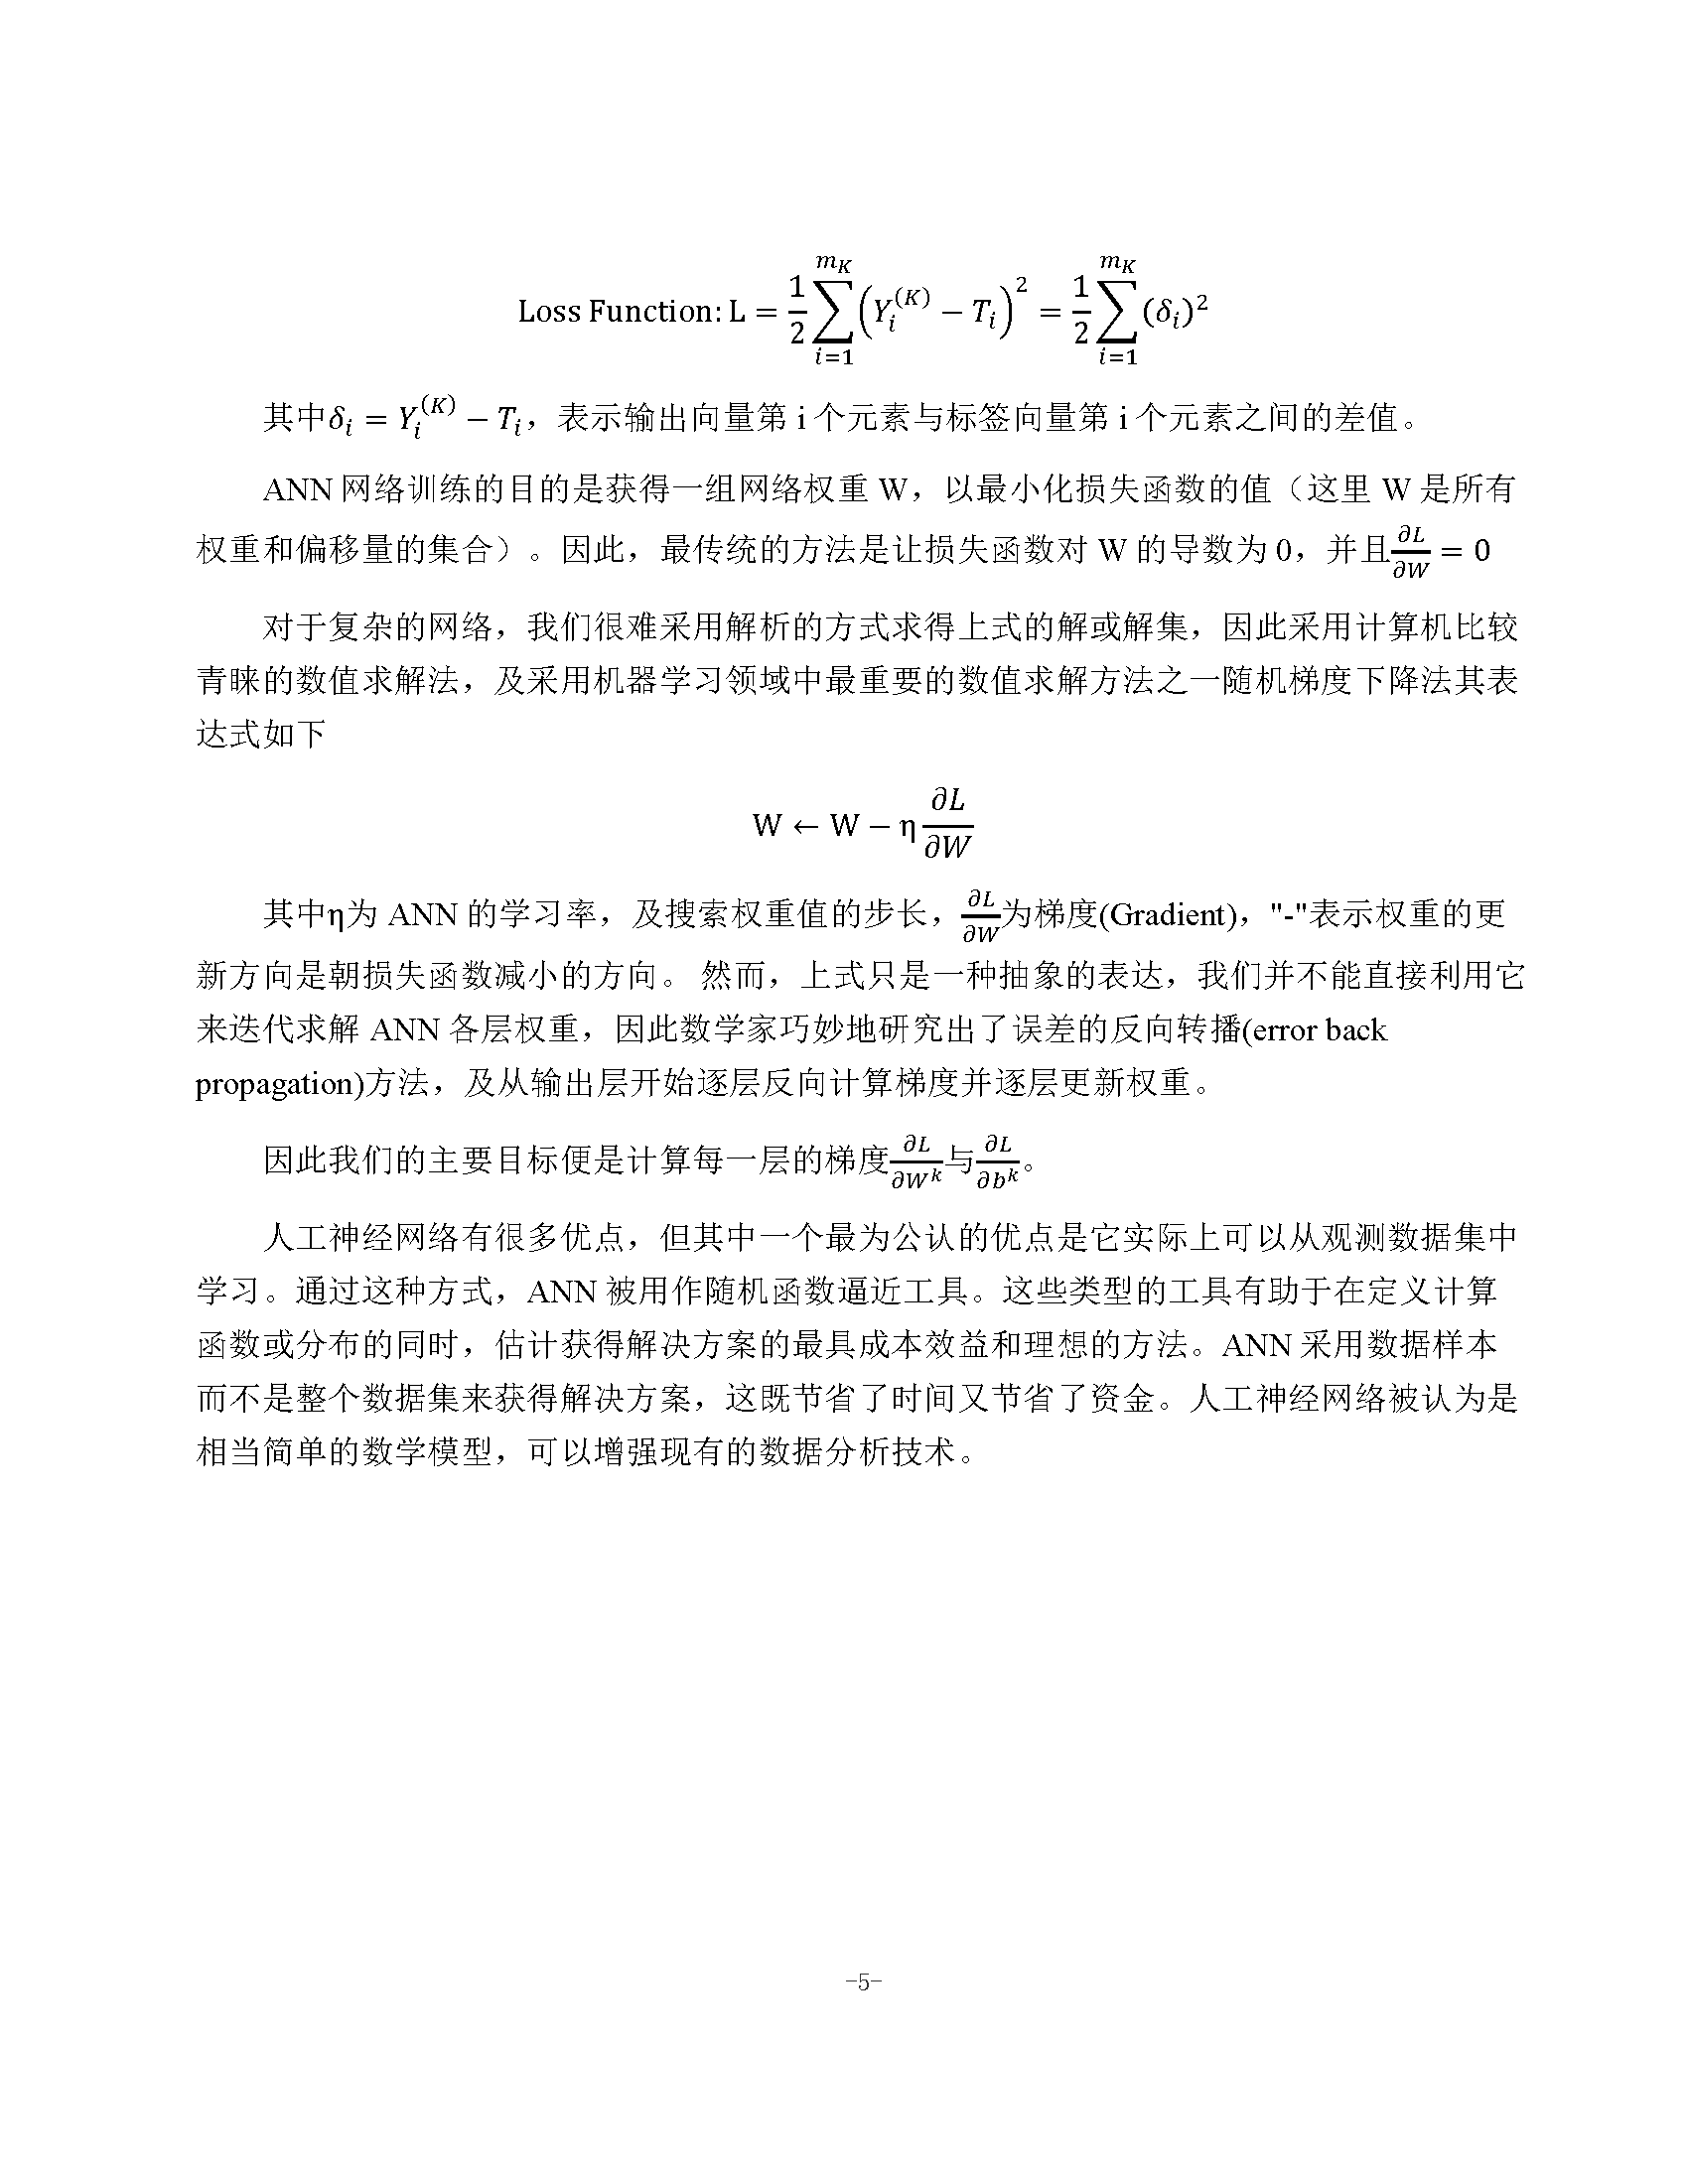 Loss Function: L = \frac{1}{2}\sum_{i=1}^{m_K}\left(Y_i^{(K)} - T_i\right)^2 = \frac{1}{2}\sum_{i=1}^{m_K}(\delta_i)^2
其中\delta_i = Y_i^{(K)} - T_i，表示输出向量第 i 个元素与标签向量第 i 个元素之间的差值。
ANN 网络训练的目的是获得一组网络权重 W，以最小化损失函数的值（这里 W 是所有
权重和偏移量的集合）。因此，最传统的方法是让损失函数对 W 的导数为 0，并且\frac{\partial L}{\partial W} = 0
对于复杂的网络，我们很难采用解析的方式求得上式的解或解集，因此采用计算机比较
青睐的数值求解法，及采用机器学习领域中最重要的数值求解方法之一随机梯度下降法其表
达式如下
W ← W − η\frac{\partial L}{\partial W}
其中η为 ANN 的学习率，及搜索权重值的步长，\frac{\partial L}{\partial W}为梯度(Gradient)，"-"表示权重的更
新方向是朝损失函数减小的方向。 然而，上式只是一种抽象的表达，我们并不能直接利用它
来迭代求解 ANN 各层权重，因此数学家巧妙地研究出了误差的反向转播(error back
propagation)方法，及从输出层开始逐层反向计算梯度并逐层更新权重。
因此我们的主要目标便是计算每一层的梯度\frac{\partial L}{\partial W^k}与\frac{\partial L}{\partial b^k}。
人工神经网络有很多优点，但其中一个最为公认的优点是它实际上可以从观测数据集中
学习。通过这种方式，ANN 被用作随机函数逼近工具。这些类型的工具有助于在定义计算
函数或分布的同时，估计获得解决方案的最具成本效益和理想的方法。ANN 采用数据样本
而不是整个数据集来获得解决方案，这既节省了时间又节省了资金。人工神经网络被认为是
相当简单的数学模型，可以增强现有的数据分析技术。
-5-